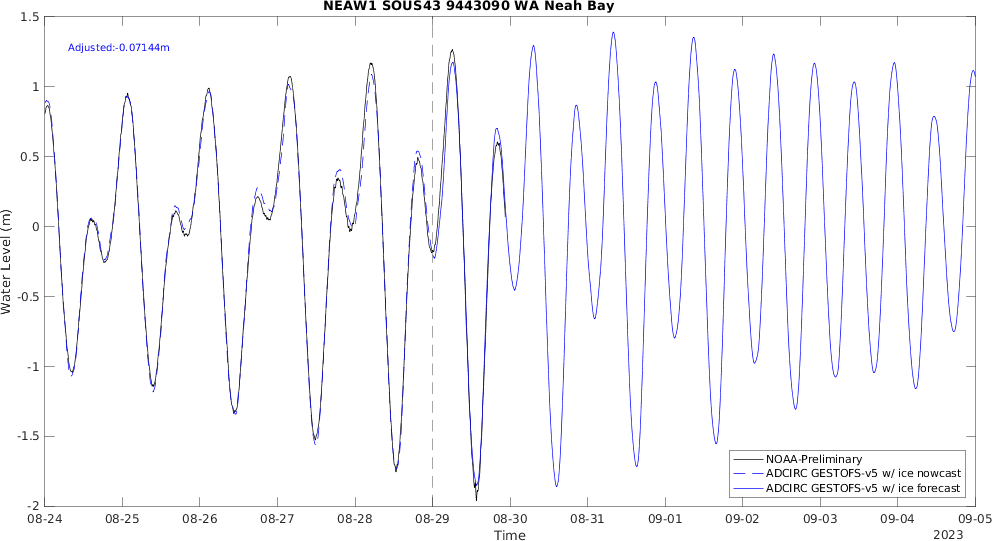 NEAW1 SOUS43 9443090 WA Neah Bay
Adjusted:-0.07144m
1.5
1
0.5
0
-0.5
-1
-1.5
-2
Water Level (m)
NOAA-Preliminary
ADCIRC GESTOFS-v5 w/ ice nowcast
ADCIRC GESTOFS-v5 w/ ice forecast
08-24 08-25 08-26 08-27 08-28 08-29 08-30 08-31 09-01 09-02 09-03 09-04 09-05
Time
2023